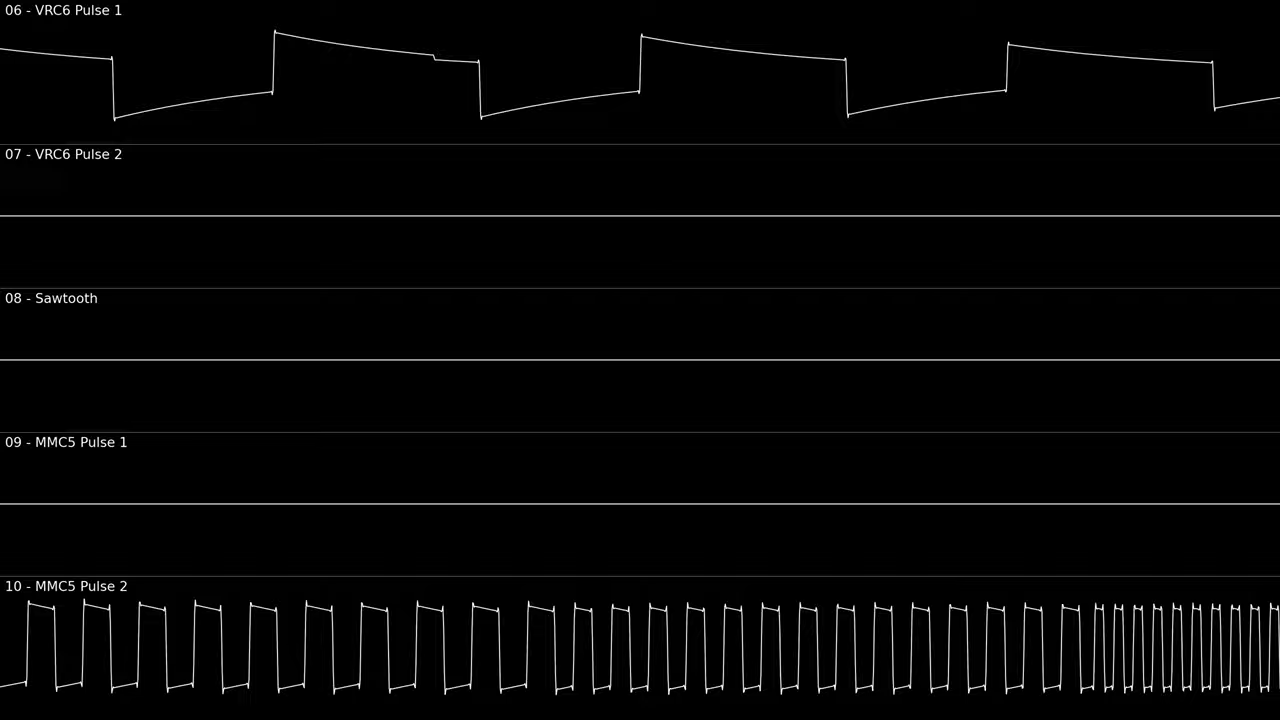 06 - VRC6 Pulse 1
07 - VRC6 Pulse 2
08 - Sawtooth
09 - MMC5 Pulse 1
10 - MMC5 Pulse 2